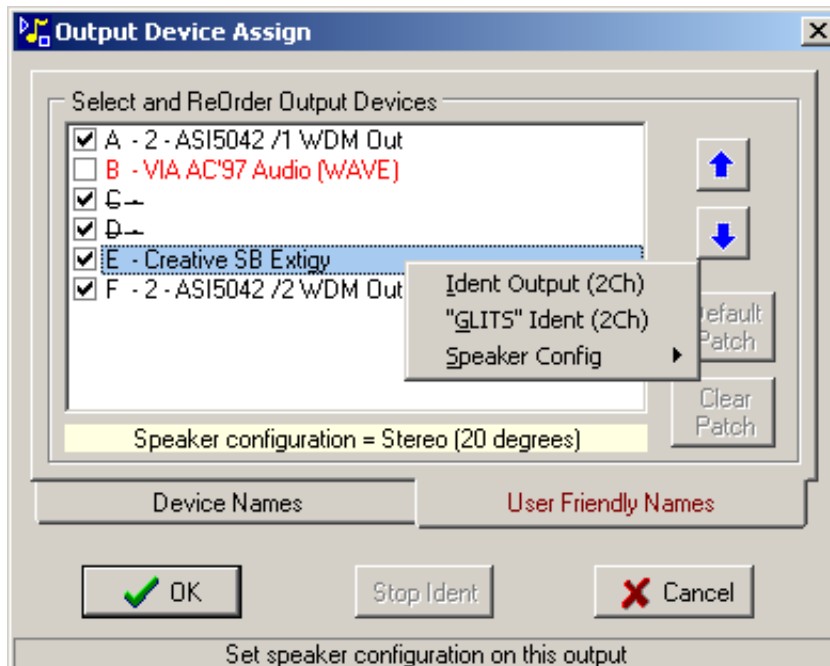 Output Device Assign
Select and ReOrder Output Devices
A - 2 - ASI5042 /1 WDM Out
B - VIA AC'97 Audio (WAVE)
C -
D -
E - Creative SB Extigy
F - 2 - ASI5042 /2 WDM Out
Ident Output (2Ch)
"GLITS" Ident (2Ch)
Speaker Config
Default
Patch
Clear
Patch
Speaker configuration = Stereo (20 degrees)
Device Names
User Friendly Names
OK
Stop Ident
Cancel
Set speaker configuration on this output